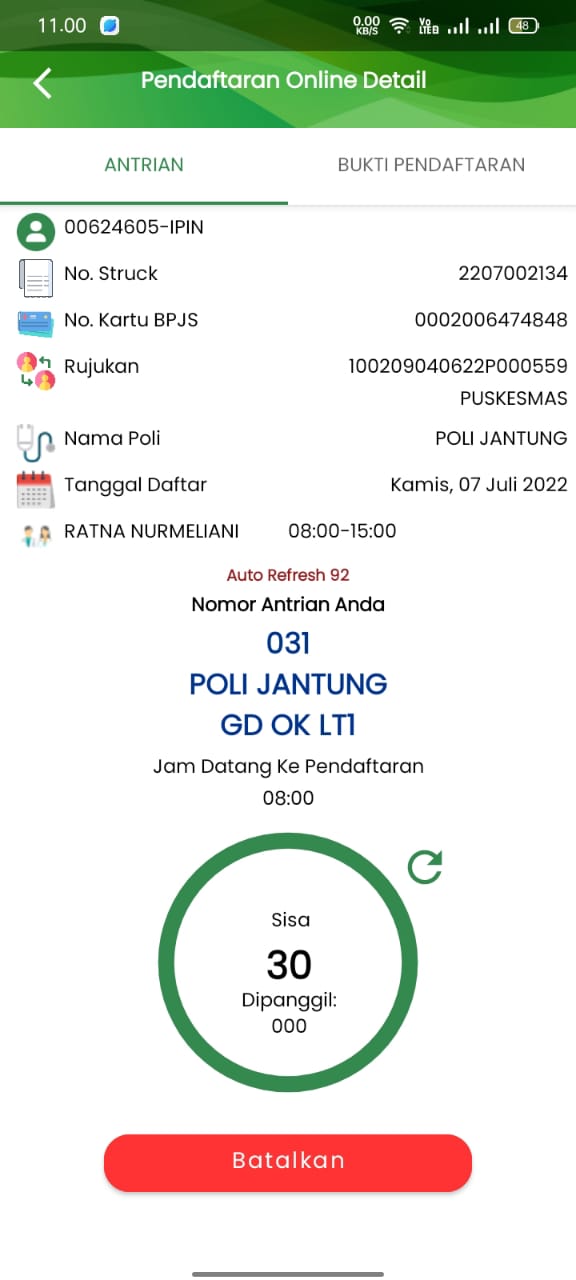 11.00
0.00 KB/S
Vo LTE
48
Pendaftaran Online Detail
ANTRIAN
BUKTI PENDAFTARAN
00624605-IPIN
No. Struck 2207002134
No. Kartu BPJS 0002006474848
Rujukan 100209040622P000559
PUSKESMAS
Nama Poli POLI JANTUNG
Tanggal Daftar Kamis, 07 Juli 2022
RATNA NURMELIANI 08:00-15:00
Auto Refresh 92
Nomor Antrian Anda
031
POLI JANTUNG
GD OK LT1
Jam Datang Ke Pendaftaran
08:00
Sisa
30
Dipanggil:
000
Batalkan